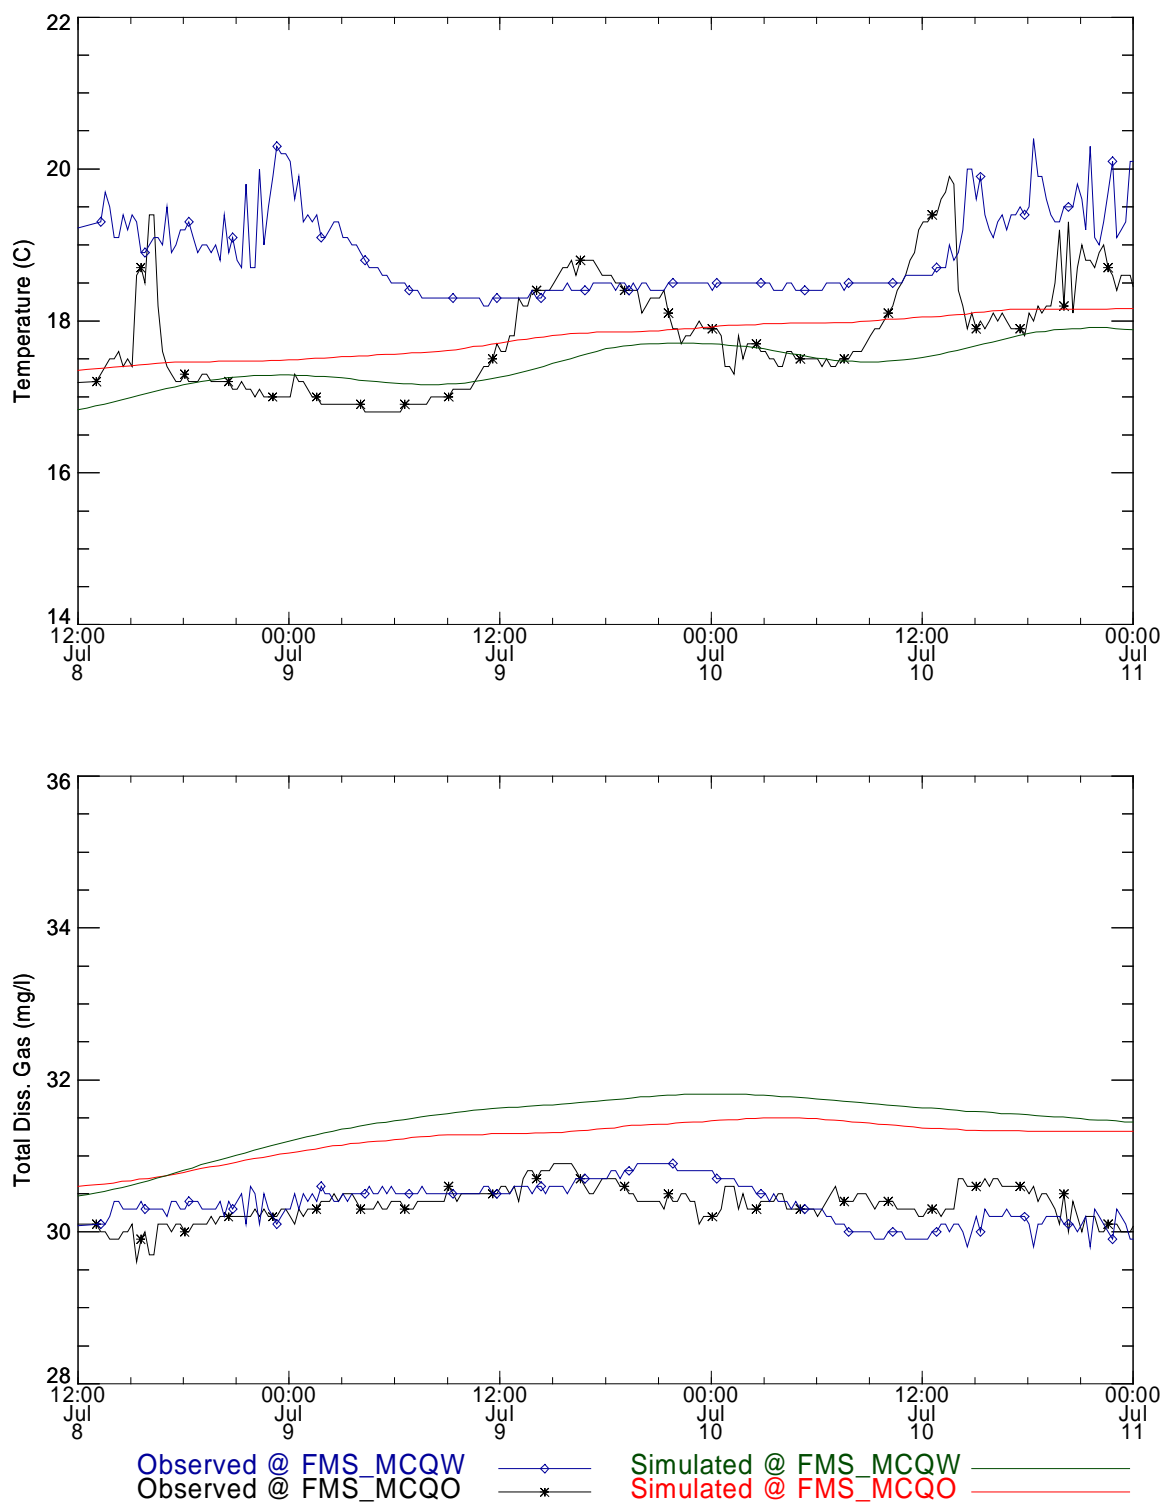 22
20
18
16
14
Temperature (C)
12:00 00:00 12:00 00:00 12:00 00:00
Jul Jul Jul Jul Jul Jul
8 9 9 10 10 11
36
34
32
30
28
Total Diss. Gas (mg/l)
12:00 00:00 12:00 00:00 12:00 00:00
Jul Jul Jul Jul Jul Jul
8 9 9 10 10 11
Observed @ FMS_MCQW Simulated @ FMS_MCQW
Observed @ FMS_MCQO Simulated @ FMS_MCQO